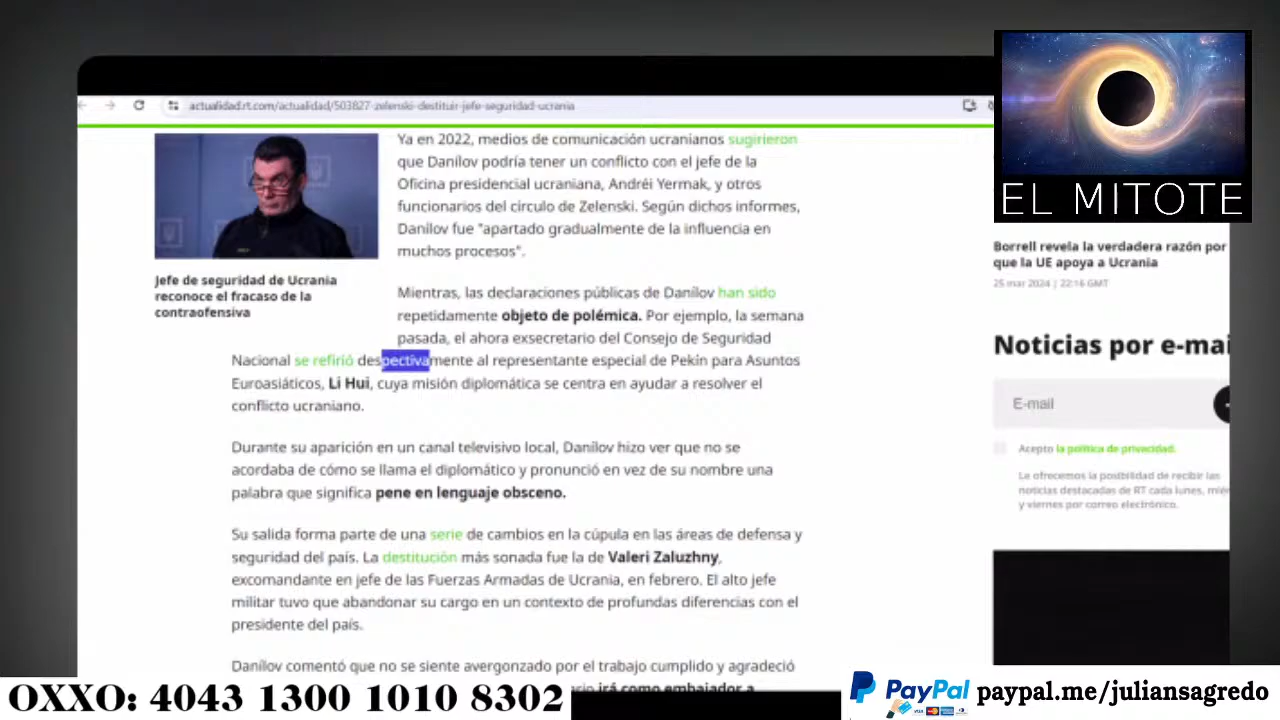 actualidad.rt.com/actualidad/503827-zelenski-destituir-jefe-seguridad-ucrania
Ya en 2022, medios de comunicación ucranianos sugirieron
que Danílov podría tener un conflicto con el jefe de la
Oficina presidencial ucraniana, Andréi Yermak, y otros
funcionarios del círculo de Zelenski. Según dichos informes,
Danílov fue "apartado gradualmente de la influencia en
muchos procesos".
Jefe de seguridad de Ucrania
reconoce el fracaso de la
contraofensiva
Mientras, las declaraciones públicas de Danílov han sido
repetidamente objeto de polémica. Por ejemplo, la semana
pasada, el ahora exsecretario del Consejo de Seguridad
Nacional se refirió despectivamente al representante especial de Pekín para Asuntos
Euroasiáticos, Li Hui, cuya misión diplomática se centra en ayudar a resolver el
conflicto ucraniano.
Durante su aparición en un canal televisivo local, Danílov hizo ver que no se
acordaba de cómo se llama el diplomático y pronunció en vez de su nombre una
palabra que significa pene en lenguaje obsceno.
Su salida forma parte de una serie de cambios en la cúpula en las áreas de defensa y
seguridad del país. La destitución más sonada fue la de Valeri Zaluzhny,
excomandante en jefe de las Fuerzas Armadas de Ucrania, en febrero. El alto jefe
militar tuvo que abandonar su cargo en un contexto de profundas diferencias con el
presidente del país.
Danílov comentó que no se siente avergonzado por el trabajo cumplido y agradeció
irá como embajador a
EL MITOTE
Borrell revela la verdadera razón por
que la UE apoya a Ucrania
25 mar 2024 | 22:16 GMT
Noticias por e-mai
E-mail
Acepto la política de privacidad.
Le ofrecemos la posibilidad de recibir las
noticias destacadas de RT cada lunes, miér
y viernes por correo electrónico.
OXXO: 4043 1300 1010 8302
PayPal paypal.me/juliansagredo